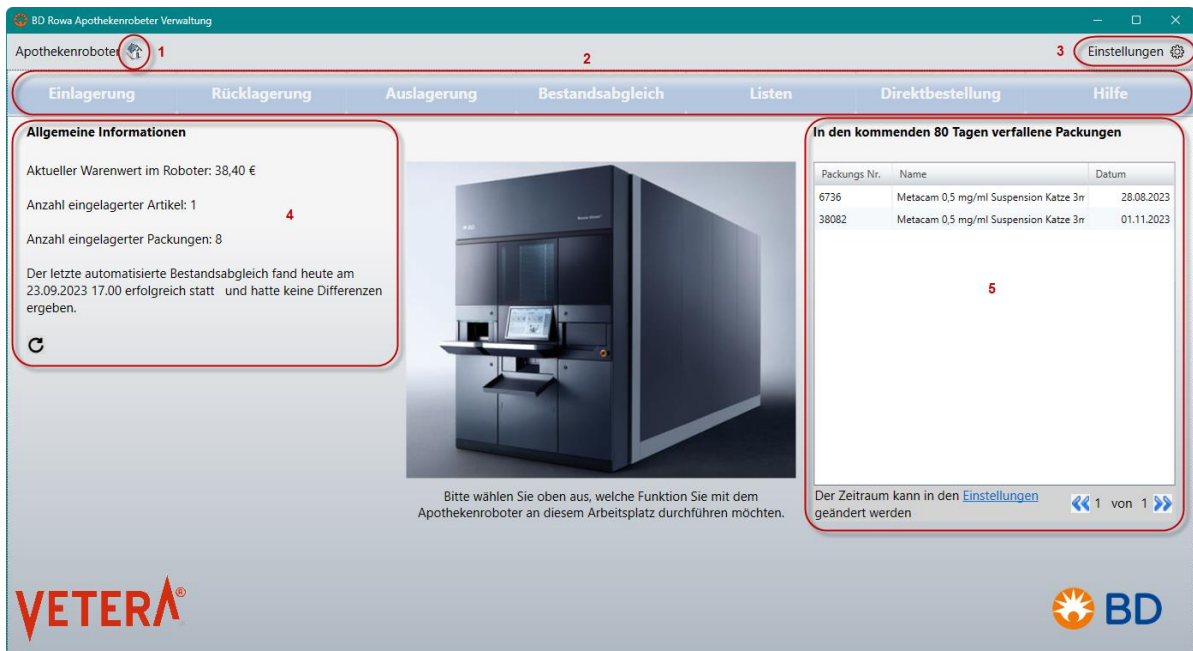 BD Rowa Apothekenrobeter Verwaltung
Apothekenroboter 1
2
3 Einstellungen
Einlagerung Rücklagerung Auslagerung Bestandsabgleich Listen Direktbestellung Hilfe
Allgemeine Informationen
Aktueller Warenwert im Roboter: 38,40 €
Anzahl eingelagerter Artikel: 1
4
Anzahl eingelagerter Packungen: 8
Der letzte automatisierte Bestandsabgleich fand heute am
23.09.2023 17.00 erfolgreich statt und hatte keine Differenzen
ergeben.
Bitte wählen Sie oben aus, welche Funktion Sie mit dem
Apothekenroboter an diesem Arbeitsplatz durchführen möchten.
In den kommenden 80 Tagen verfallene Packungen
Packungs Nr. Name Datum
6736 Metacam 0,5 mg/ml Suspension Katze 3m 28.08.2023
38082 Metacam 0,5 mg/ml Suspension Katze 3m 01.11.2023
5
Der Zeitraum kann in den Einstellungen
geändert werden
1 von 1
VETERA®
BD